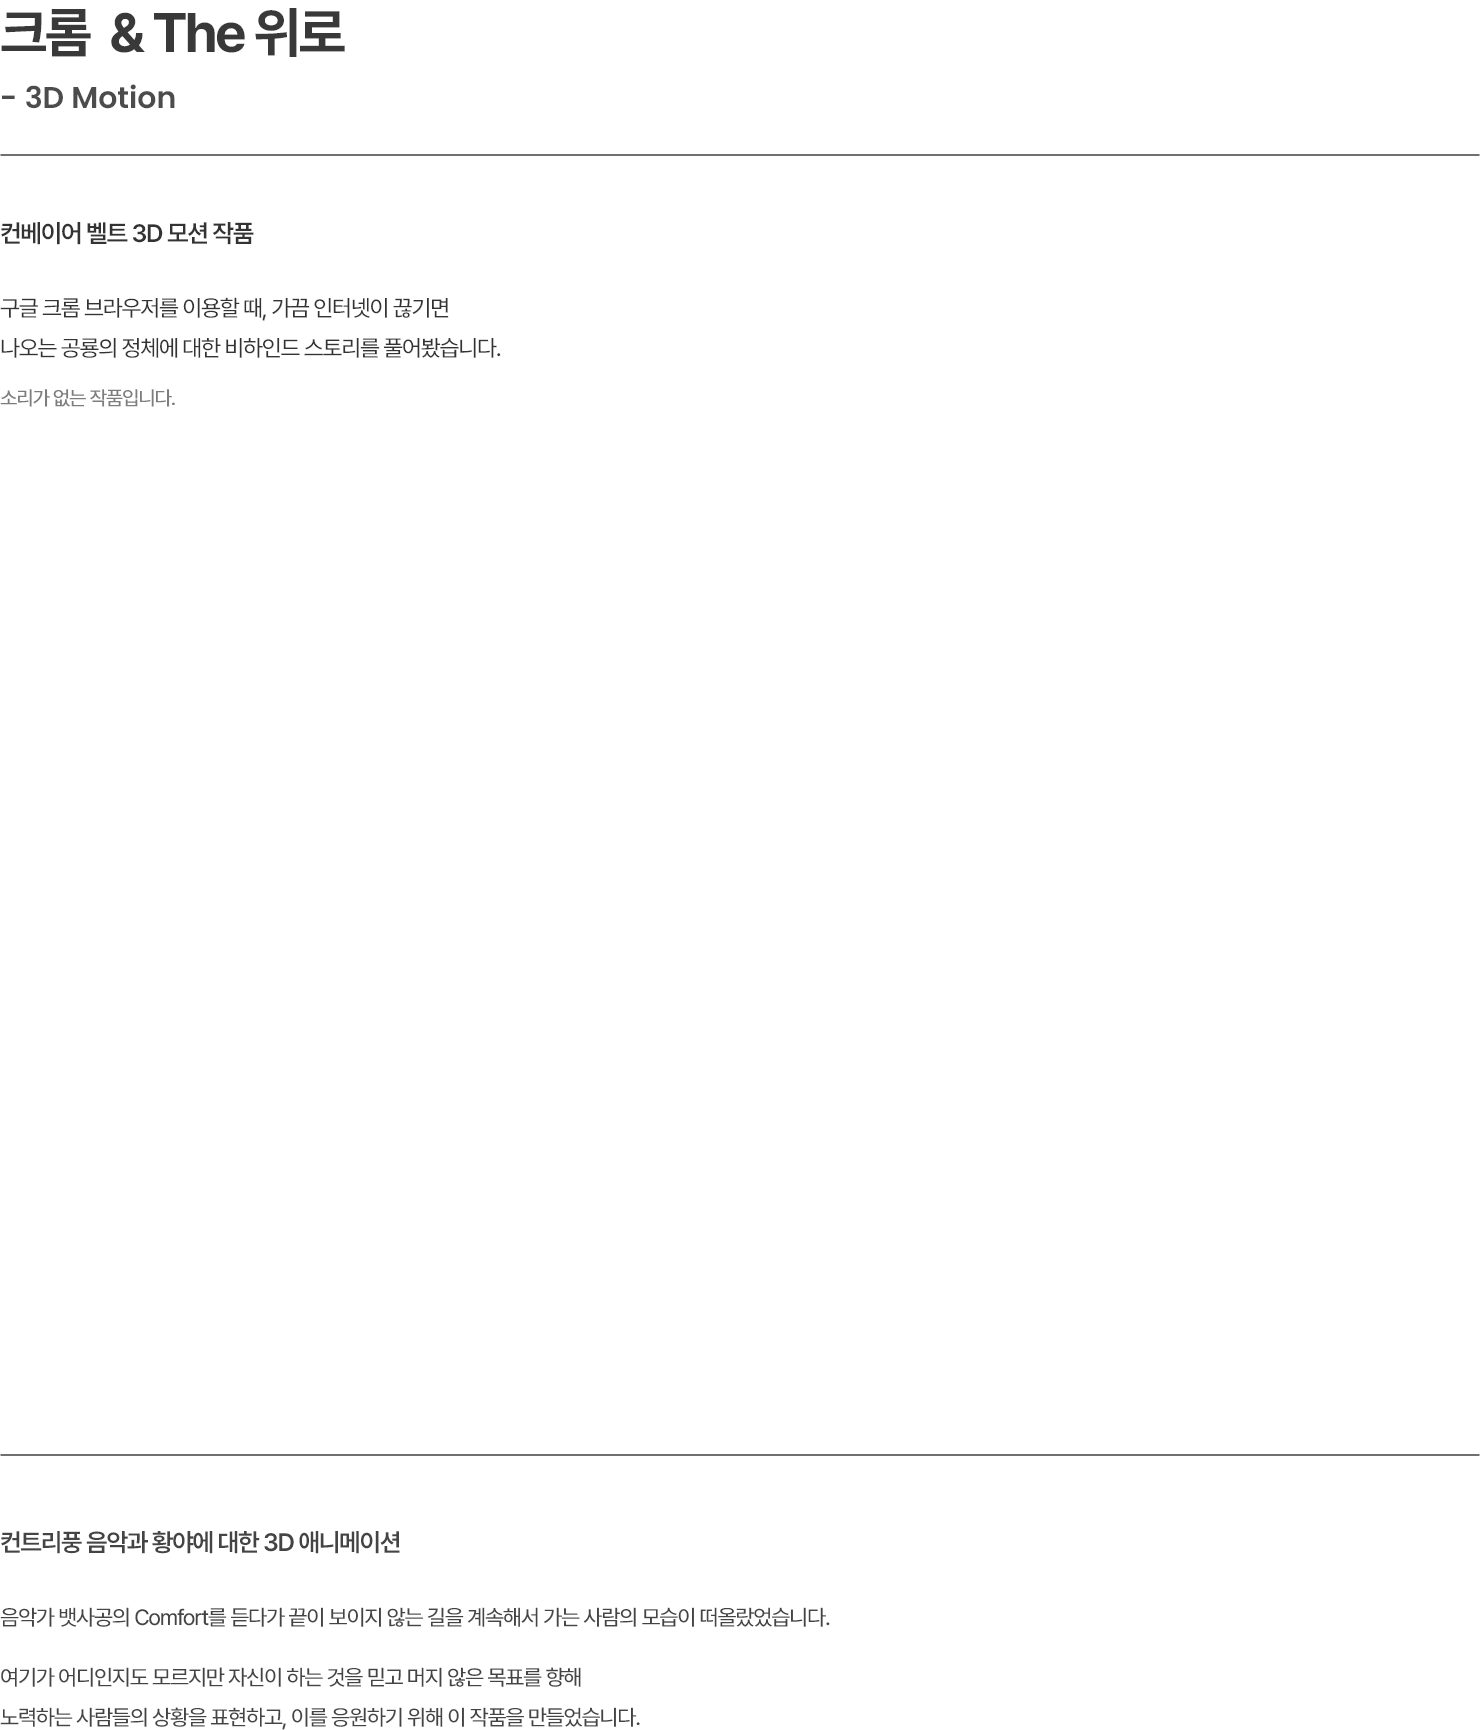 크롬  & The 위로
- 3D Motion
컨베이어 벨트 3D 모션 작품
구글 크롬 브라우저를 이용할 때, 가끔 인터넷이 끊기면
나오는 공룡의 정체에 대한 비하인드 스토리를 풀어봤습니다.
소리가 없는 작품입니다.
컨트리풍 음악과 황야에 대한 3D 애니메이션
음악가 뱃사공의 Comfort를 듣다가 끝이 보이지 않는 길을 계속해서 가는 사람의 모습이 떠올랐었습니다.
여기가 어디인지도 모르지만 자신이 하는 것을 믿고 머지 않은 목표를 향해
노력하는 사람들의 상황을 표현하고, 이를 응원하기 위해 이 작품을 만들었습니다.